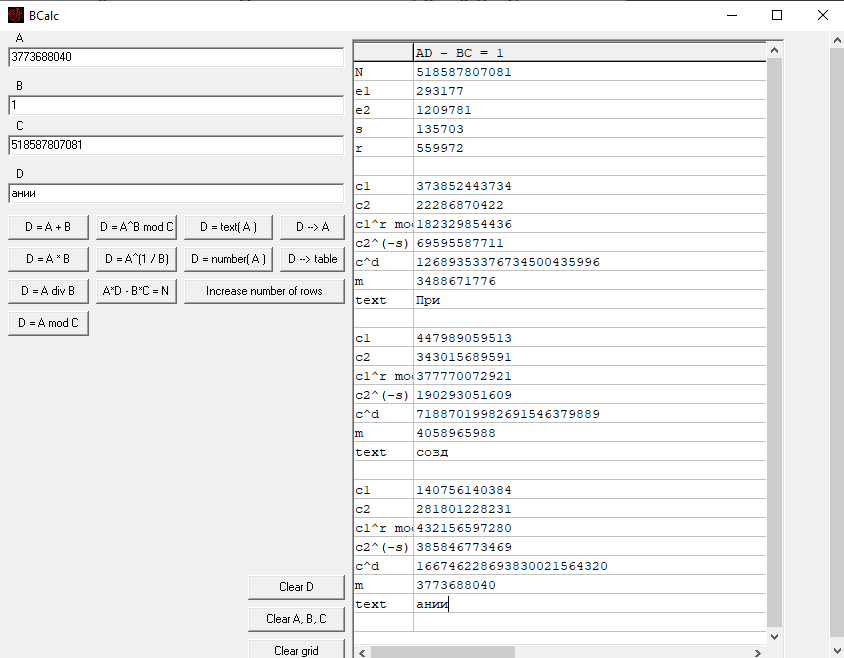 BCalc
A
3773688040
B
1
C
518587807081
D
ании
D = A + B
D = A^B mod C
D = text( A )
D --> A
D = A * B
D = A^(1 / B)
D = number( A )
D --> table
D = A div B
A*D - B*C = N
Increase number of rows
D = A mod C
Clear D
Clear A, B, C
Clear grid
AD - BC = 1
N 518587807081
e1 293177
e2 1209781
s 135703
r 559972
c1 373852443734
c2 22286870422
c1^r mod 182329854436
c2^(-s) 69595587711
c^d 12689353376734500435996
m 3488671776
text При
c1 447989059513
c2 343015689591
c1^r mod 377770072921
c2^(-s) 190293051609
c^d 71887019982691546379889
m 4058965988
text созд
c1 140756140384
c2 281801228231
c1^r mod 432156597280
c2^(-s) 385846773469
c^d 166746228693830021564320
m 3773688040
text ании